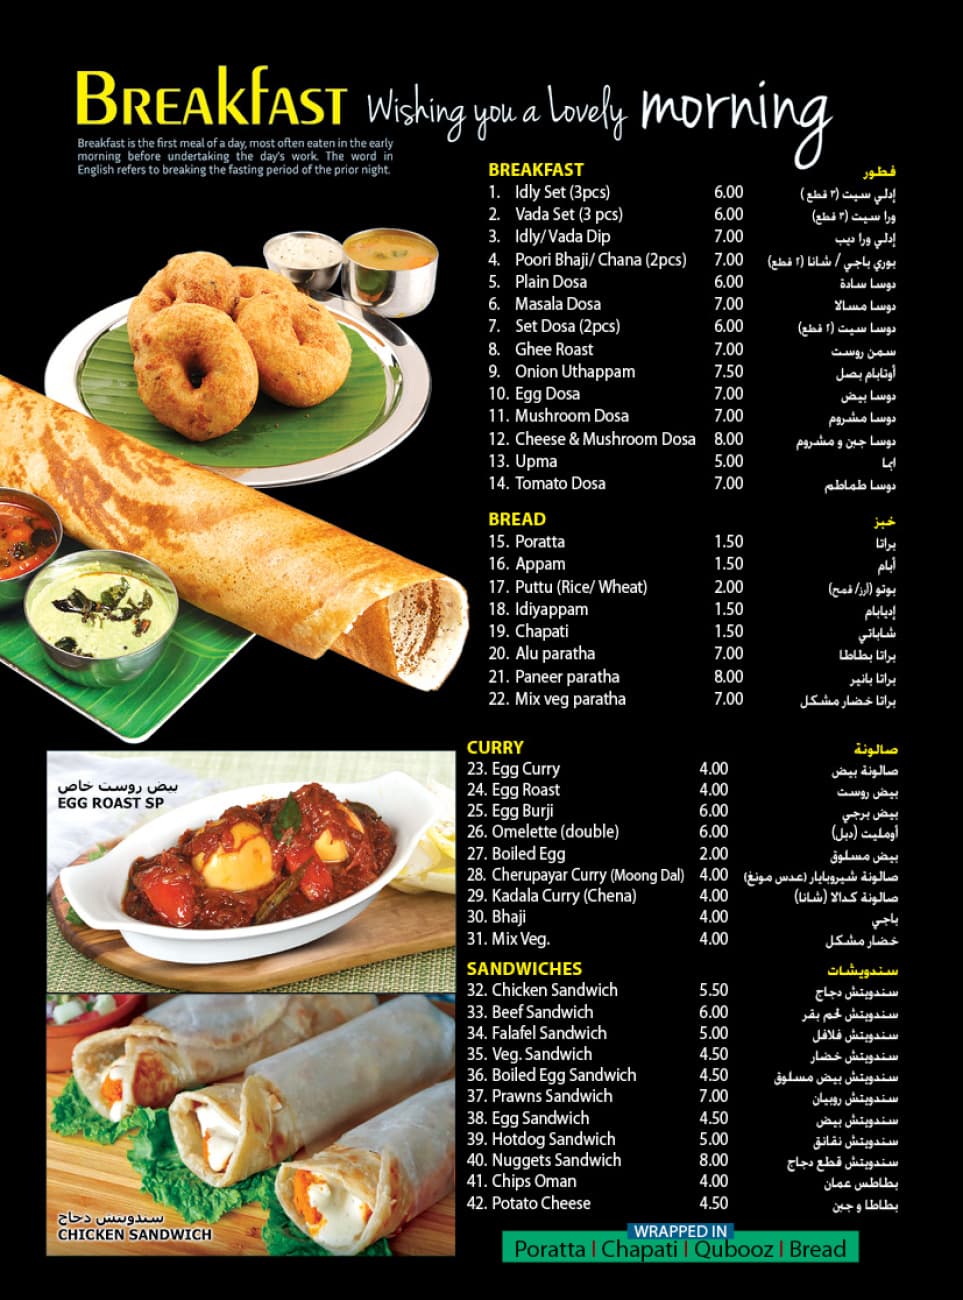 BREAKFAST Wishing you a Lovely morning
Breakfast is the first meal of a day, most often eaten in the early
morning before undertaking the day's work. The word in
English refers to breaking the fasting period of the prior night.
BREAKFAST فطور
1. Idly Set (3pcs) 6.00 إدلي سيت (٣ قطع )
2. Vada Set (3 pcs) 6.00 ورا سيت (٣ قطع)
3. Idly/ Vada Dip 7.00 إدلي ورا ديب
4. Poori Bhaji/ Chana (2pcs) 7.00 بوري باجي / شانا (٢ قطع)
5. Plain Dosa 6.00 دوسا سادة
6. Masala Dosa 7.00 دوسا مسالا
7. Set Dosa (2pcs) 6.00 دوسا سيت (٢ قطع)
8. Ghee Roast 7.00 سمن روست
9. Onion Uthappam 7.50 أوتابام بصل
10. Egg Dosa 7.00 دوسا بيض
11. Mushroom Dosa 7.00 دوسا مشروم
12. Cheese & Mushroom Dosa 8.00 دوسا جبن و مشروم
13. Upma 5.00 ابما
14. Tomato Dosa 7.00 دوسا طماطم
BREAD خبز
15. Poratta 1.50 براتا
16. Appam 1.50 أبام
17. Puttu (Rice/ Wheat) 2.00 بوتو (أرز/ قمح)
18. Idiyappam 1.50 إديابام
19. Chapati 1.50 شاباتي
20. Alu paratha 7.00 براتا بطاطا
21. Paneer paratha 8.00 براتا بانير
22. Mix veg paratha 7.00 براتا خضار مشكل
CURRY صالونة
23. Egg Curry 4.00 صالونة بيض
24. Egg Roast 4.00 بيض روست
25. Egg Burji 6.00 بيض برجي
26. Omelette (double) 6.00 أومليت (دبل)
27. Boiled Egg 2.00 بيض مسلوق
28. Cherupayar Curry (Moong Dal) 4.00 صالونة شيروبايار (عدس مونغ)
29. Kadala Curry (Chena) 4.00 صالونة كدالا (شانا)
30. Bhaji 4.00 باجي
31. Mix Veg. 4.00 خضار مشكل
بيض روست خاص
EGG ROAST SP
SANDWICHES سندويشات
32. Chicken Sandwich 5.50 سندويتش دجاج
33. Beef Sandwich 6.00 سندويتش لحم بقر
34. Falafel Sandwich 5.00 سندويتش فلافل
35. Veg. Sandwich 4.50 سندويتش خضار
36. Boiled Egg Sandwich 4.50 سندويتش بيض مسلوق
37. Prawns Sandwich 7.00 سندويتش روبيان
38. Egg Sandwich 4.50 سندويتش بيض
39. Hotdog Sandwich 5.00 سندويتش نقانق
40. Nuggets Sandwich 8.00 سندويتش قطع دجاج
41. Chips Oman 4.00 بطاطس عمان
42. Potato Cheese 4.50 بطاطا و جبن
سندويتش دجاج
CHICKEN SANDWICH
WRAPPED IN
Poratta | Chapati | Qubooz | Bread